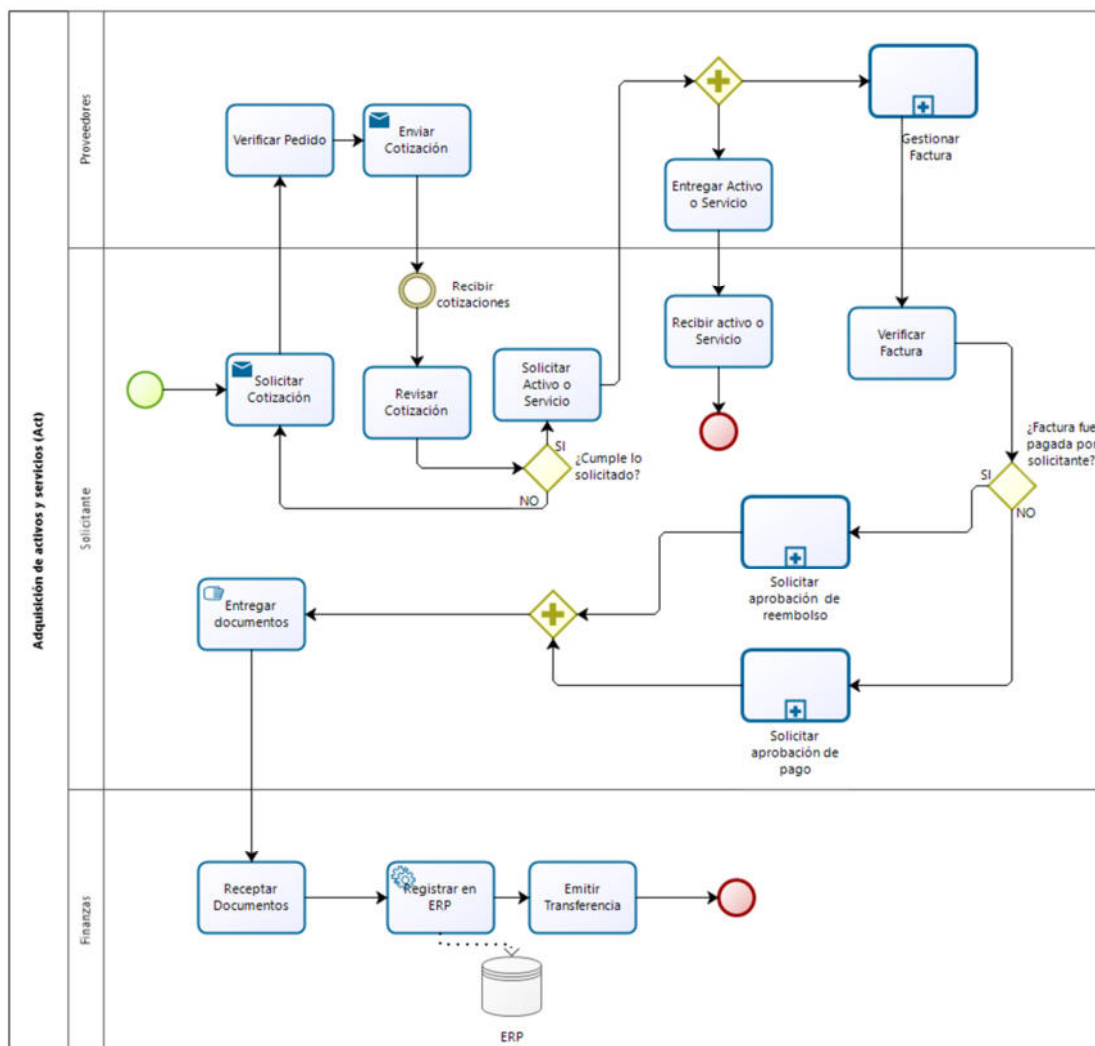 Adquisición de activos y servicios (Act)
Proveedores
Verificar Pedido
Enviar
Cotización
Gestionar
Factura
Entregar Activo
o Servicio
Solicitante
Recibir
cotizaciones
Solicitar
Cotización
Revisar
Cotización
Solicitar
Activo o
Servicio
SI
¿Cumple lo
solicitado?
NO
Recibir activo o
Servicio
Verificar
Factura
¿Factura fue
pagada por
solicitante?
SI
NO
Solicitar
aprobación de
reembolso
Entregar
documentos
Solicitar
aprobación de
pago
Finanzas
Receptar
Documentos
Registrar en
ERP
Emitir
Transferencia
ERP